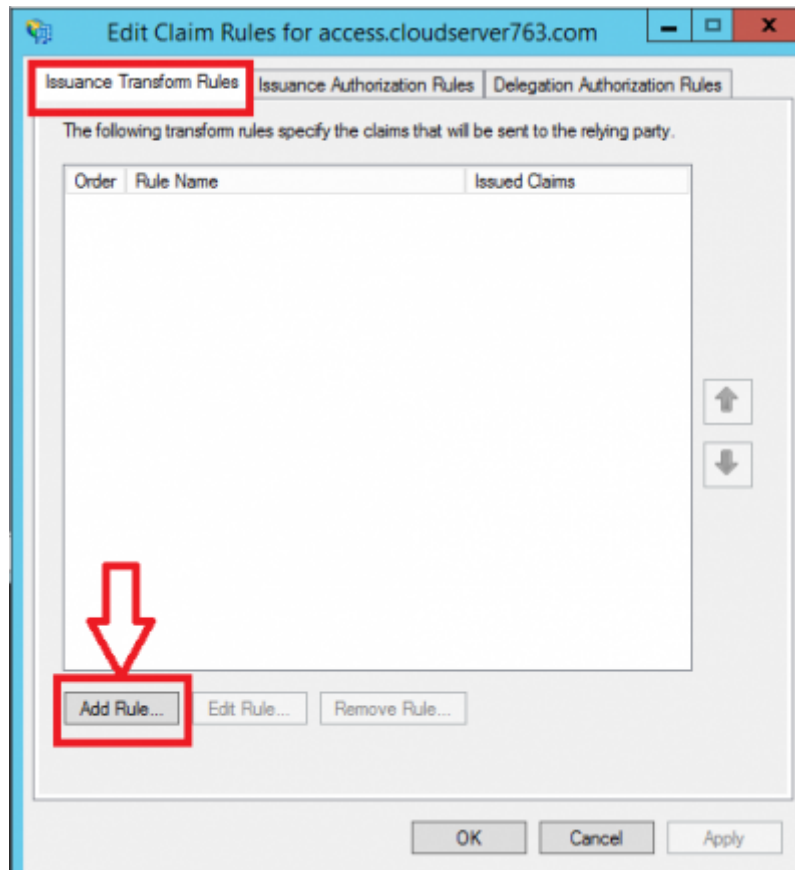 Edit Claim Rules for access.cloudserver763.com
Issuance Transform Rules Issuance Authorization Rules Delegation Authorization Rules
The following transform rules specify the claims that will be sent to the relying party.
Order Rule Name Issued Claims
Add Rule... Edit Rule... Remove Rule...
OK Cancel Apply